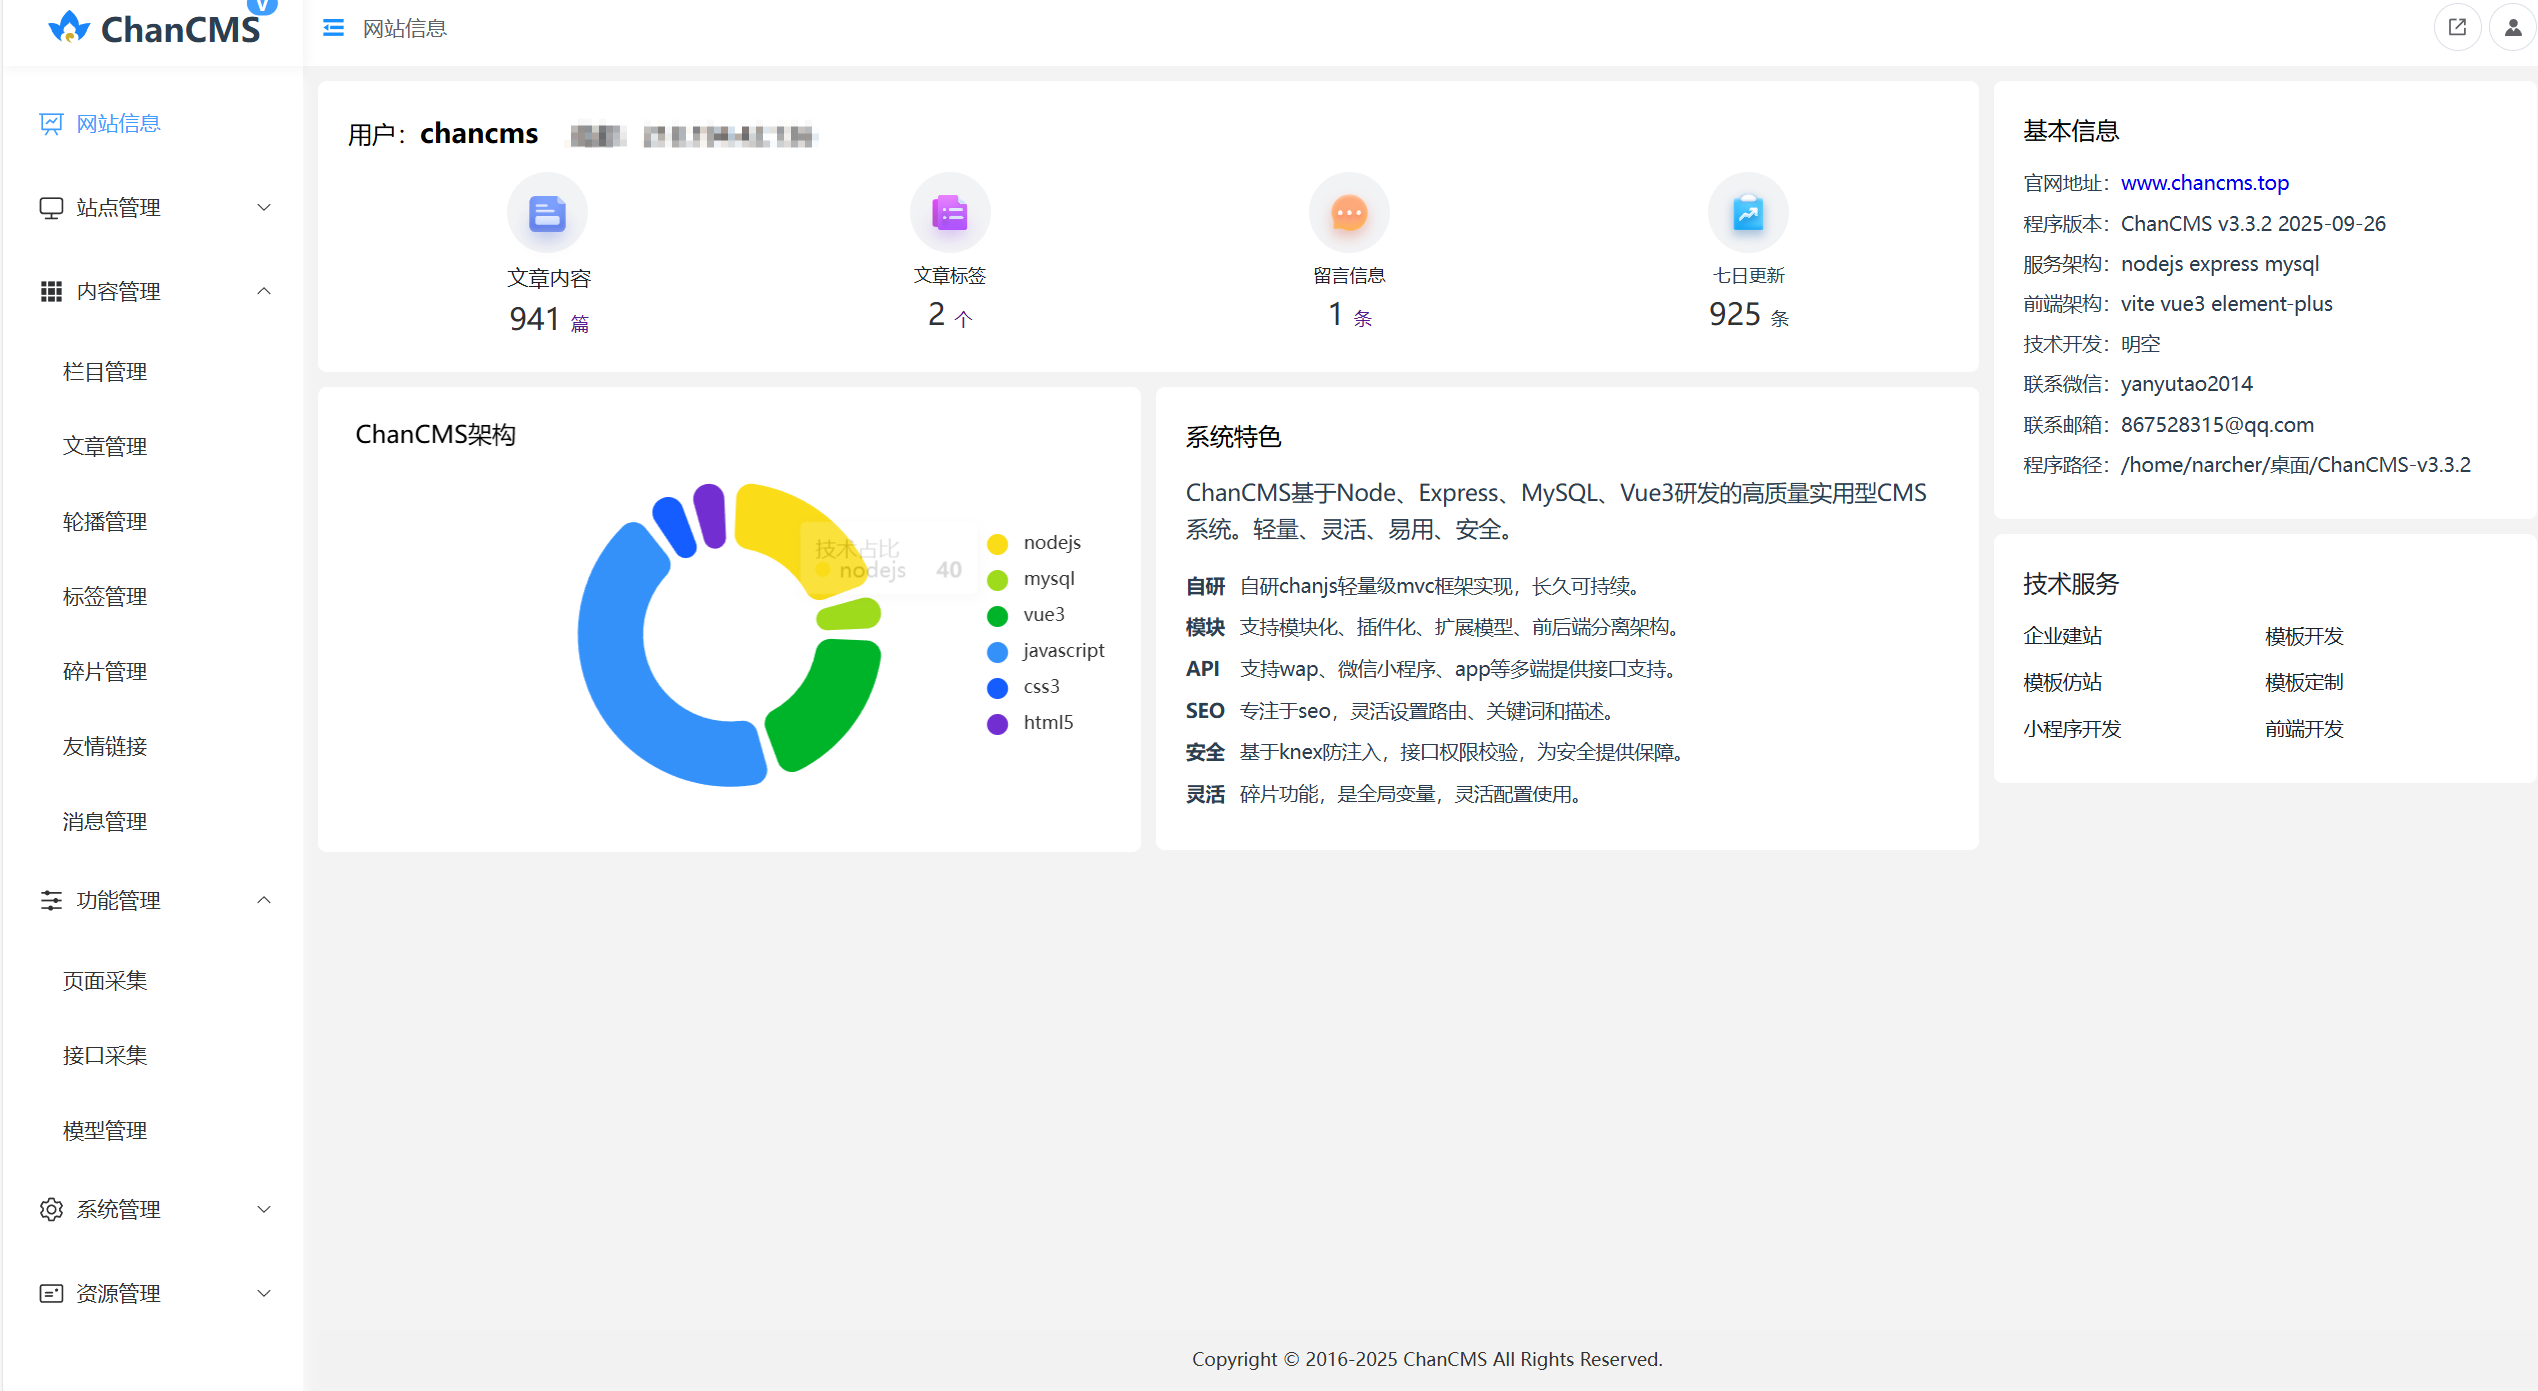 ChanCMS
V
网站信息
网站信息
站点管理
内容管理
栏目管理
文章管理
轮播管理
标签管理
碎片管理
友情链接
消息管理
功能管理
页面采集
接口采集
模型管理
系统管理
资源管理
用户：chancms
文章内容
941 篇
文章标签
2 个
留言信息
1 条
七日更新
925 条
ChanCMS架构
技术占比
nodejs 40
nodejs
mysql
vue3
javascript
css3
html5
系统特色
ChanCMS基于Node、Express、MySQL、Vue3研发的高质量实用型CMS
系统。轻量、灵活、易用、安全。
自研 自研chanjs轻量级mvc框架实现，长久可持续。
模块 支持模块化、插件化、扩展模型、前后端分离架构。
API 支持wap、微信小程序、app等多端提供接口支持。
SEO 专注于seo，灵活设置路由、关键词和描述。
安全 基于knex防注入，接口权限校验，为安全提供保障。
灵活 碎片功能，是全局变量，灵活配置使用。
基本信息
官网地址：www.chancms.top
程序版本：ChanCMS v3.3.2 2025-09-26
服务架构：nodejs express mysql
前端架构：vite vue3 element-plus
技术开发：明空
联系微信：yanyutao2014
联系邮箱：867528315@qq.com
程序路径：/home/narcher/桌面/ChanCMS-v3.3.2
技术服务
企业建站 模板开发
模板仿站 模板定制
小程序开发 前端开发
Copyright © 2016-2025 ChanCMS All Rights Reserved.